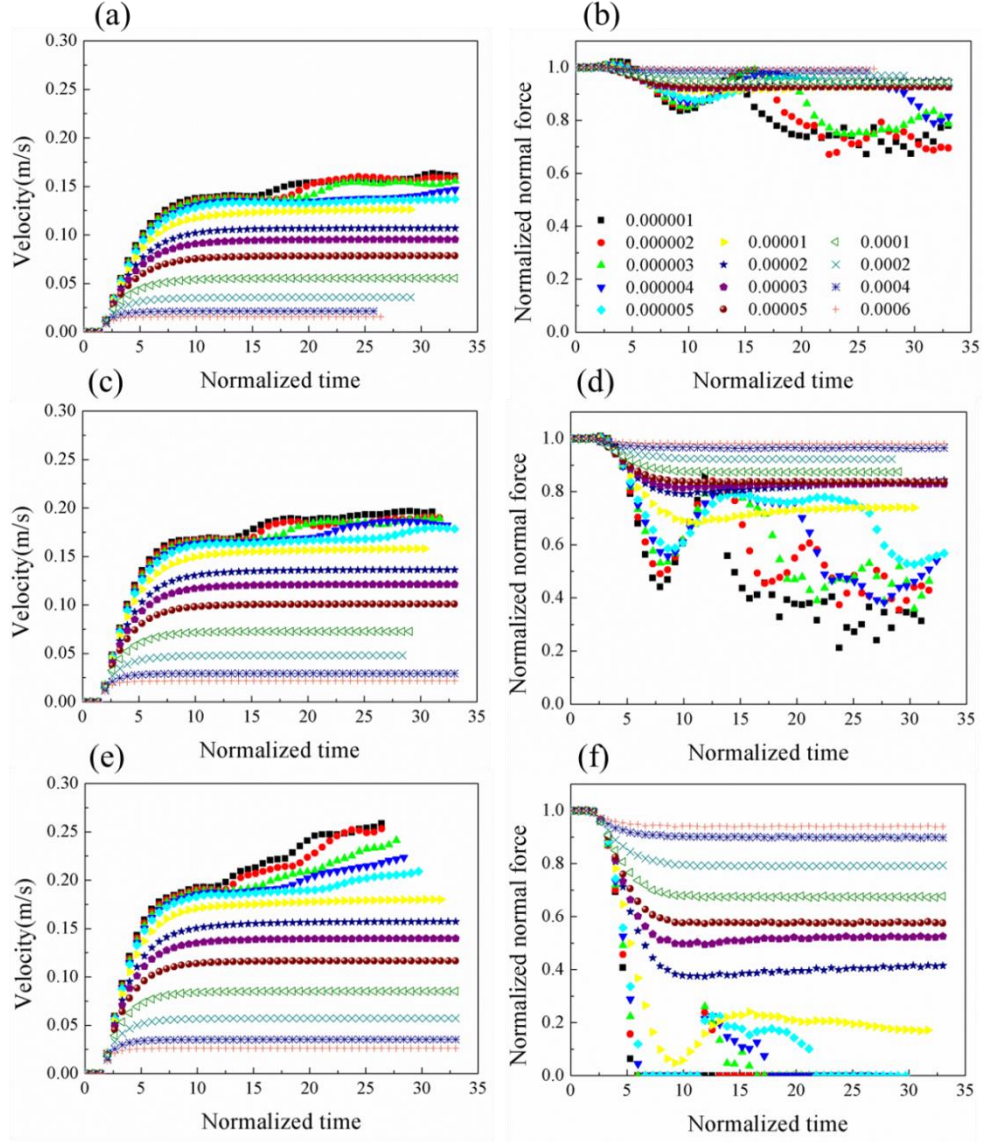 (a)
(b)
Velocity(m/s)
0.30
0.25
0.20
0.15
0.10
0.05
0.00
0 5 10 15 20 25 30 35
Normalized time
Normalized normal force
1.0
0.8
0.6
0.4
0.2
0.0
0.000001
0.000002 0.00001 0.0001
0.000003 0.00002 0.0002
0.000004 0.00003 0.0004
0.000005 0.00005 0.0006
0 5 10 15 20 25 30 35
Normalized time
(c)
(d)
Velocity(m/s)
0.30
0.25
0.20
0.15
0.10
0.05
0.00
0 5 10 15 20 25 30 35
Normalized time
Normalized normal force
1.0
0.8
0.6
0.4
0.2
0.0
0 5 10 15 20 25 30 35
Normalized time
(e)
(f)
Velocity(m/s)
0.30
0.25
0.20
0.15
0.10
0.05
0.00
0 5 10 15 20 25 30 35
Normalized time
Normalized normal force
1.0
0.8
0.6
0.4
0.2
0.0
0 5 10 15 20 25 30 35
Normalized time